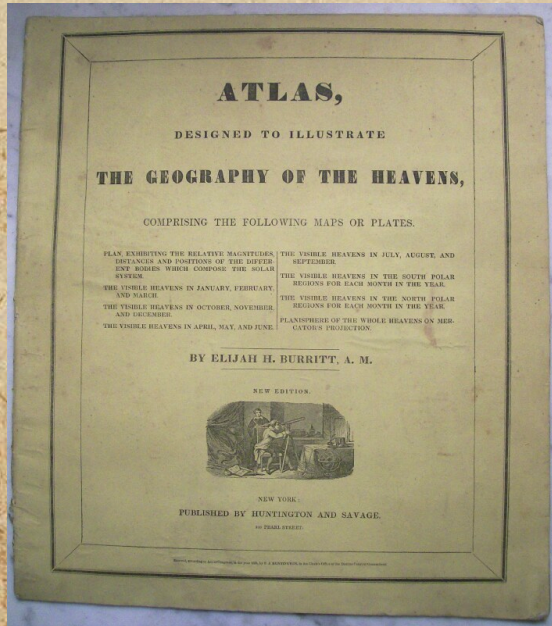 ATLAS,
DESIGNED TO ILLUSTRATE
THE GEOGRAPHY OF THE HEAVENS,
COMPRISING THE FOLLOWING MAPS OR PLATES.
PLAN, EXHIBITING THE RELATIVE MAGNITUDES,
DISTANCES AND POSITIONS OF THE DIFFER-
ENT BODIES WHICH COMPOSE THE SOLAR
SYSTEM.
THE VISIBLE HEAVENS IN JANUARY, FEBRUARY,
AND MARCH.
THE VISIBLE HEAVENS IN OCTOBER, NOVEMBER
AND DECEMBER.
THE VISIBLE HEAVENS IN APRIL, MAY, AND JUNE.
THE VISIBLE HEAVENS IN JULY, AUGUST, AND
SEPTEMBER.
THE VISIBLE HEAVENS IN THE SOUTH POLAR
REGIONS FOR EACH MONTH IN THE YEAR.
THE VISIBLE HEAVENS IN THE NORTH POLAR
REGIONS FOR EACH MONTH IN THE YEAR.
PLANISPHERE OF THE WHOLE HEAVENS ON MER-
CATOR'S PROJECTION.
BY ELIJAH H. BURRITT, A. M.
NEW EDITION.
NEW YORK:
PUBLISHED BY HUNTINGTON AND SAVAGE,
PEARL STREET.